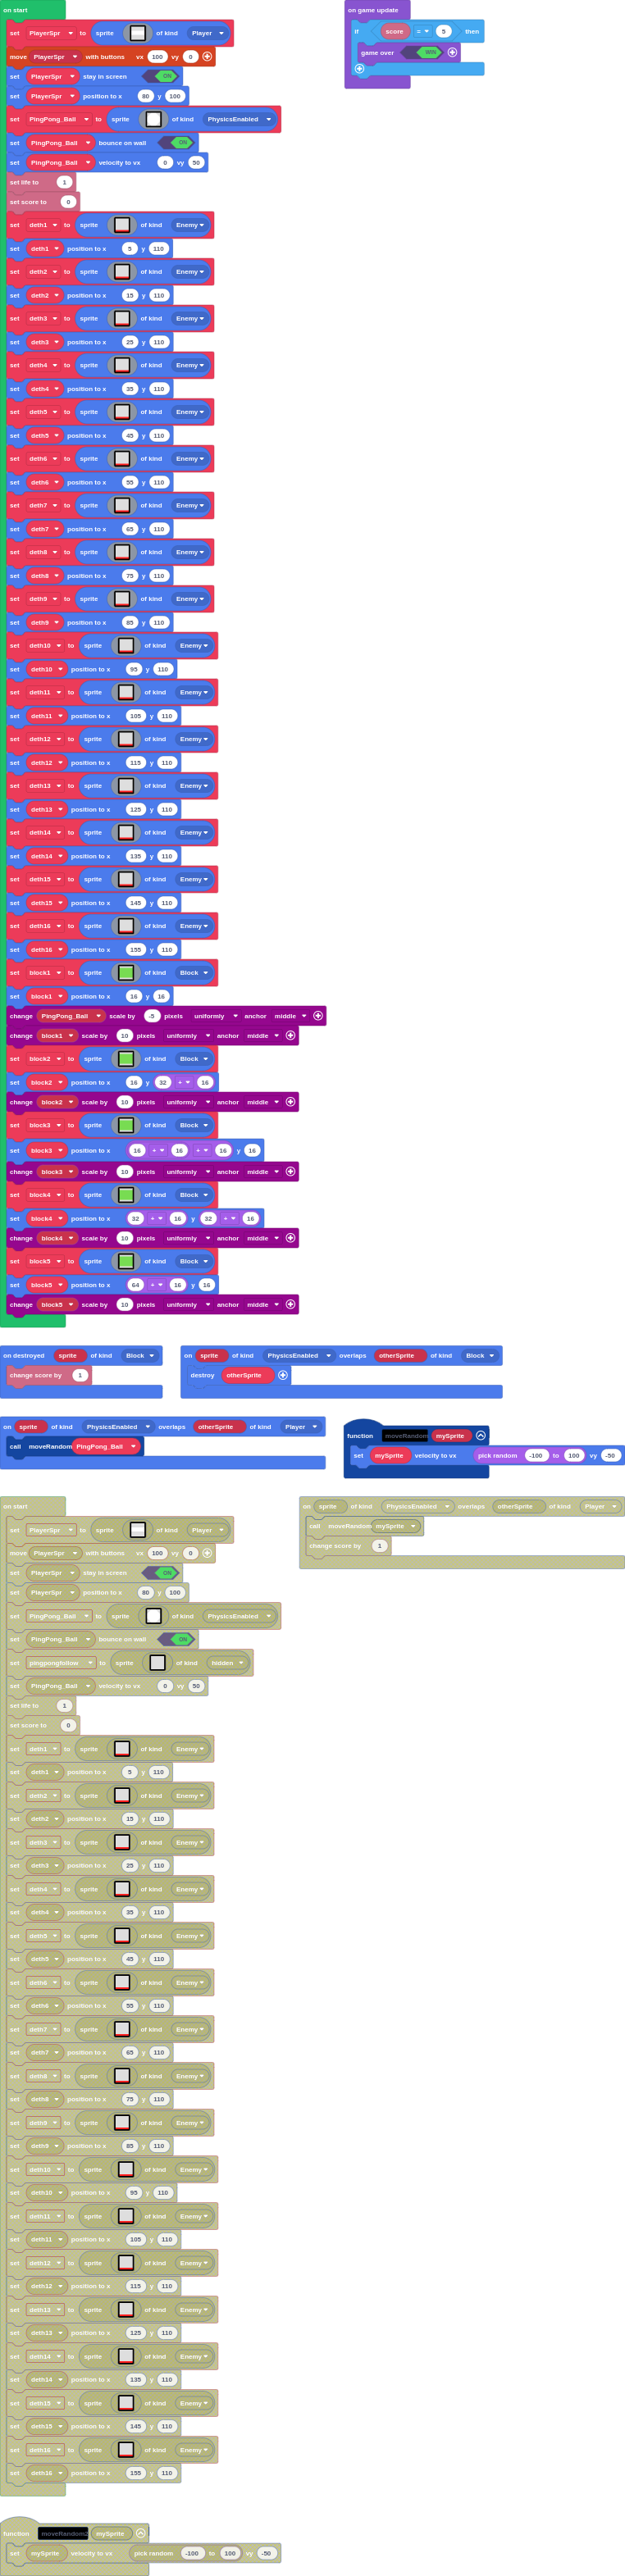 on start
set PlayerSpr to sprite of kind Player
move PlayerSpr with buttons vx 100 vy 0
set PlayerSpr stay in screen ON
set PlayerSpr position to x 80 y 100
set PingPong_Ball to sprite of kind PhysicsEnabled
set PingPong_Ball bounce on wall ON
set PingPong_Ball velocity to vx 0 vy 50
set life to 1
set score to 0
set deth1 to sprite of kind Enemy
set deth1 position to x 5 y 110
set deth2 to sprite of kind Enemy
set deth2 position to x 15 y 110
set deth3 to sprite of kind Enemy
set deth3 position to x 25 y 110
set deth4 to sprite of kind Enemy
set deth4 position to x 35 y 110
set deth5 to sprite of kind Enemy
set deth5 position to x 45 y 110
set deth6 to sprite of kind Enemy
set deth6 position to x 55 y 110
set deth7 to sprite of kind Enemy
set deth7 position to x 65 y 110
set deth8 to sprite of kind Enemy
set deth8 position to x 75 y 110
set deth9 to sprite of kind Enemy
set deth9 position to x 85 y 110
set deth10 to sprite of kind Enemy
set deth10 position to x 95 y 110
set deth11 to sprite of kind Enemy
set deth11 position to x 105 y 110
set deth12 to sprite of kind Enemy
set deth12 position to x 115 y 110
set deth13 to sprite of kind Enemy
set deth13 position to x 125 y 110
set deth14 to sprite of kind Enemy
set deth14 position to x 135 y 110
set deth15 to sprite of kind Enemy
set deth15 position to x 145 y 110
set deth16 to sprite of kind Enemy
set deth16 position to x 155 y 110
set block1 to sprite of kind Block
set block1 position to x 16 y 16
change PingPong_Ball scale by -5 pixels uniformly anchor middle
change block1 scale by 10 pixels uniformly anchor middle
set block2 to sprite of kind Block
set block2 position to x 16 y 32 + 16
change block2 scale by 10 pixels uniformly anchor middle
set block3 to sprite of kind Block
set block3 position to x 16 + 16 + 16 y 16
change block3 scale by 10 pixels uniformly anchor middle
set block4 to sprite of kind Block
set block4 position to x 32 + 16 y 32 + 16
change block4 scale by 10 pixels uniformly anchor middle
set block5 to sprite of kind Block
set block5 position to x 64 + 16 y 16
change block5 scale by 10 pixels uniformly anchor middle
on game update
if score = 5 then
game over WIN
on destroyed sprite of kind Block
change score by 1
on sprite of kind PhysicsEnabled overlaps otherSprite of kind Block
destroy otherSprite
on sprite of kind PhysicsEnabled overlaps otherSprite of kind Player
call moveRandom PingPong_Ball
function moveRandom mySprite
set mySprite velocity to vx pick random -100 to 100 vy -50
on start
set PlayerSpr to sprite of kind Player
move PlayerSpr with buttons vx 100 vy 0
set PlayerSpr stay in screen ON
set PlayerSpr position to x 80 y 100
set PingPong_Ball to sprite of kind PhysicsEnabled
set PingPong_Ball bounce on wall ON
set pingpongfollow to sprite of kind hidden
set PingPong_Ball velocity to vx 0 vy 50
set life to 1
set score to 0
set deth1 to sprite of kind Enemy
set deth1 position to x 5 y 110
set deth2 to sprite of kind Enemy
set deth2 position to x 15 y 110
set deth3 to sprite of kind Enemy
set deth3 position to x 25 y 110
set deth4 to sprite of kind Enemy
set deth4 position to x 35 y 110
set deth5 to sprite of kind Enemy
set deth5 position to x 45 y 110
set deth6 to sprite of kind Enemy
set deth6 position to x 55 y 110
set deth7 to sprite of kind Enemy
set deth7 position to x 65 y 110
set deth8 to sprite of kind Enemy
set deth8 position to x 75 y 110
set deth9 to sprite of kind Enemy
set deth9 position to x 85 y 110
set deth10 to sprite of kind Enemy
set deth10 position to x 95 y 110
set deth11 to sprite of kind Enemy
set deth11 position to x 105 y 110
set deth12 to sprite of kind Enemy
set deth12 position to x 115 y 110
set deth13 to sprite of kind Enemy
set deth13 position to x 125 y 110
set deth14 to sprite of kind Enemy
set deth14 position to x 135 y 110
set deth15 to sprite of kind Enemy
set deth15 position to x 145 y 110
set deth16 to sprite of kind Enemy
set deth16 position to x 155 y 110
on sprite of kind PhysicsEnabled overlaps otherSprite of kind Player
call moveRandom mySprite
change score by 1
function moveRandom2 mySprite
set mySprite velocity to vx pick random -100 to 100 vy -50